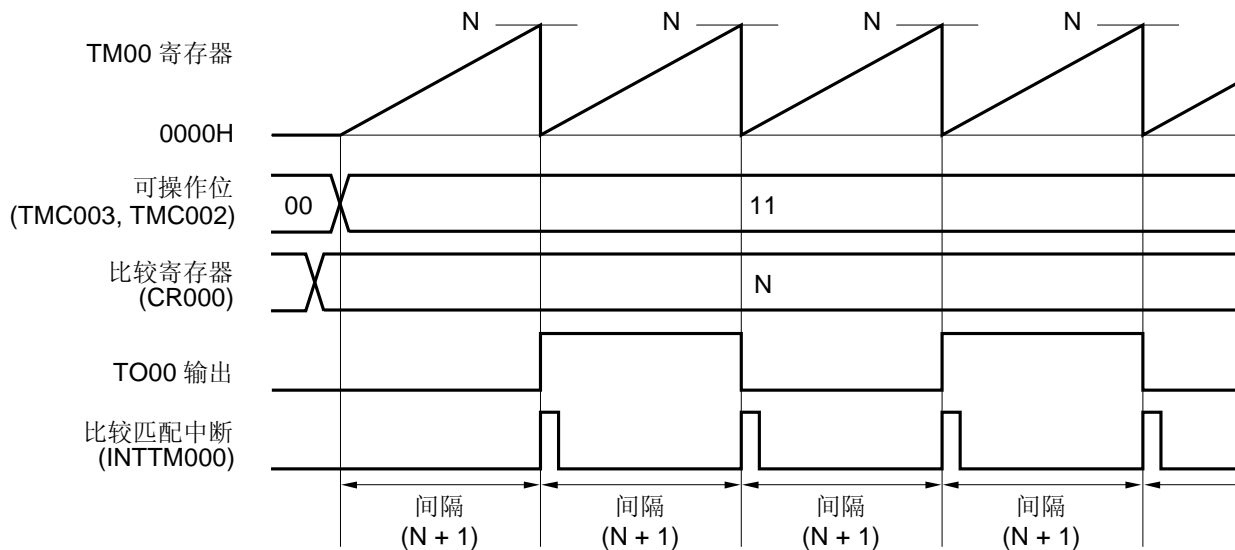 N N N N
TM00 寄存器
0000H
可操作位
(TMC003, TMC002)
00 11
比较寄存器
(CR000)
N
TO00 输出
比较匹配中断
(INTTM000)
间隔 间隔 间隔 间隔
(N + 1) (N + 1) (N + 1) (N + 1)